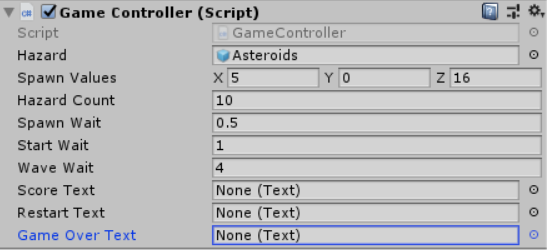 Game Controller (Script)
Script GameController
Hazard Asteroids
Spawn Values X 5 Y 0 Z 16
Hazard Count 10
Spawn Wait 0.5
Start Wait 1
Wave Wait 4
Score Text None (Text)
Restart Text None (Text)
Game Over Text None (Text)